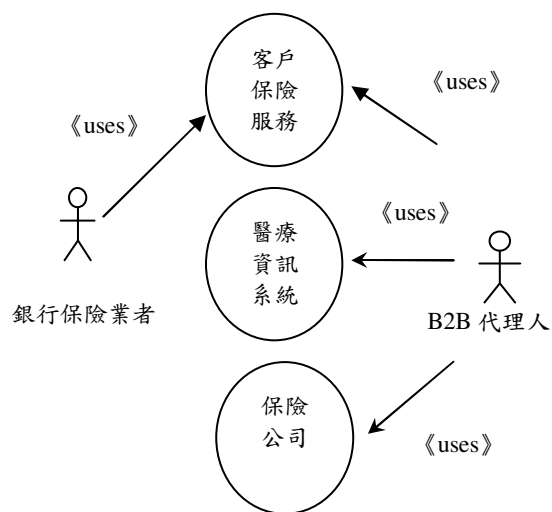 客戶
保險
服務
《uses》
《uses》
醫療
資訊
系統
《uses》
銀行保險業者
B2B 代理人
保險
公司
《uses》